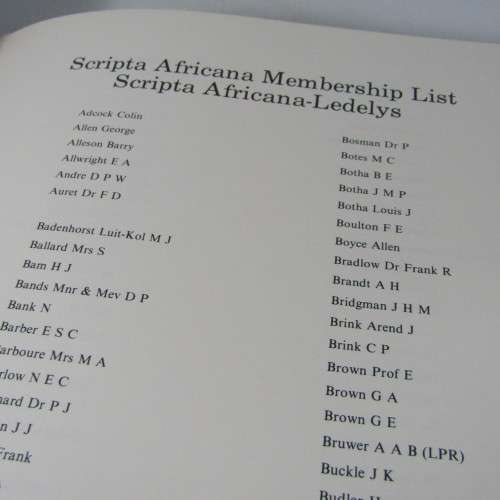 Scripta Africana Membership List
Scripta Africana-Ledelys
Adcock Colin
Allen George
Alleson Barry
Allwright E A
Andre D P W
Auret Dr F D
Badenhorst Luit-Kol M J
Ballard Mrs S
Bam H J
Bands Mnr & Mev D P
Bank N
Barber E S C
arboure Mrs M A
rlow N E C
nard Dr P J
n J J
Frank
Bosman Dr P
Botes M C
Botha B E
Botha J M P
Botha Louis J
Boulton F E
Boyce Allen
Bradlow Dr Frank R
Brandt A H
Bridgman J H M
Brink Arend J
Brink C P
Brown Prof E
Brown G A
Brown G E
Bruwer A A B (LPR)
Buckle J K